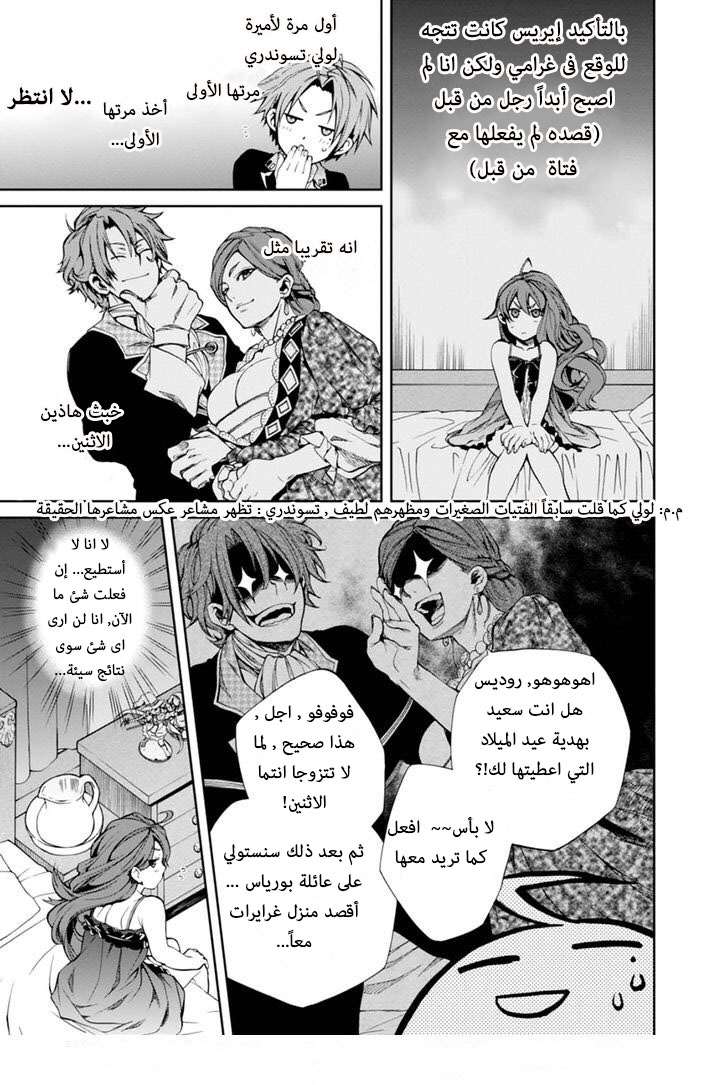 بالتأكيد إيريس كانت تتجه
للوقع فى غرامي ولكن انا لم
اصبح أبداً رجل من قبل
(قصده لم يفعلها مع
فتاة من قبل)
أول مرة لأميرة
لولي تسوندري
مرتها الأولى
أخذ مرتها
الأولى...
لا انتظر...
انه تقريبا مثل
خبث هاذين
الاثنين...
م.م: لولي كما قلت سابقاً الفتيات الصغيرات ومظهرهم لطيف , تسوندري : تظهر مشاعر عكس مشاعرها الحقيقة
اهوهوهو, روديس
هل انت سعيد
بهدية عيد الميلاد
التي اعطيتها لك!؟
لا بأس~~ افعل
كما تريد معها
فوفوفو , اجل ,
هذا صحيح , لما
لا تتزوجا انتما
الاثنين!
ثم بعد ذلك سنستولي
على عائلة بورياس ...
أقصد منزل غرايرات
معاً...
لا انا لا
أستطيع... إن
فعلت شئ ما
الآن, انا لن ارى
اى شئ سوى
نتائج سيئة...